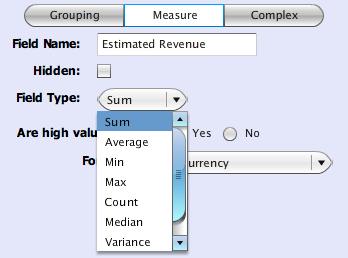 Grouping Measure Complex
Field Name: Estimated Revenue
Hidden:
Field Type: Sum
Sum
Average
Min
Max
Count
Median
Variance
Are high valu Yes No
Fo urrency